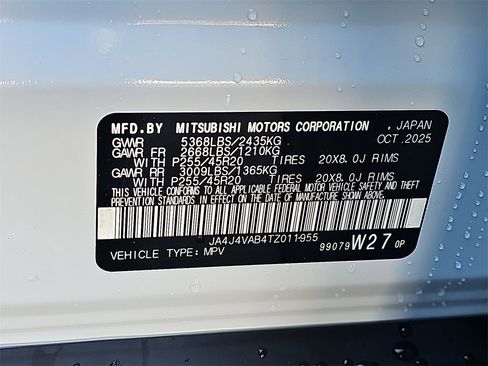 MFD.BY MITSUBISHI MOTORS CORPORATION , JAPAN
GVWR 5368LBS/2435KG OCT.2025
GAWR FR 2668LBS/1210KG
WITH P255/45R20 TIRES 20X8.0J RIMS
GAWR RR 3009LBS/1365KG
WITH P255/45R20 TIRES 20X8.0J RIMS
THIS VEHICLE CONFORMS TO ALL APPLICABLE FEDERAL MOTOR VEHICLE SAFETY AND THEFT
PREVENTION STANDARDS IN EFFECT ON THE DATE OF MANUFACTURE SHOWN ABOVE.
JA4J4VAB4TZ011955
VEHICLE TYPE: MPV 99079 W27 0P